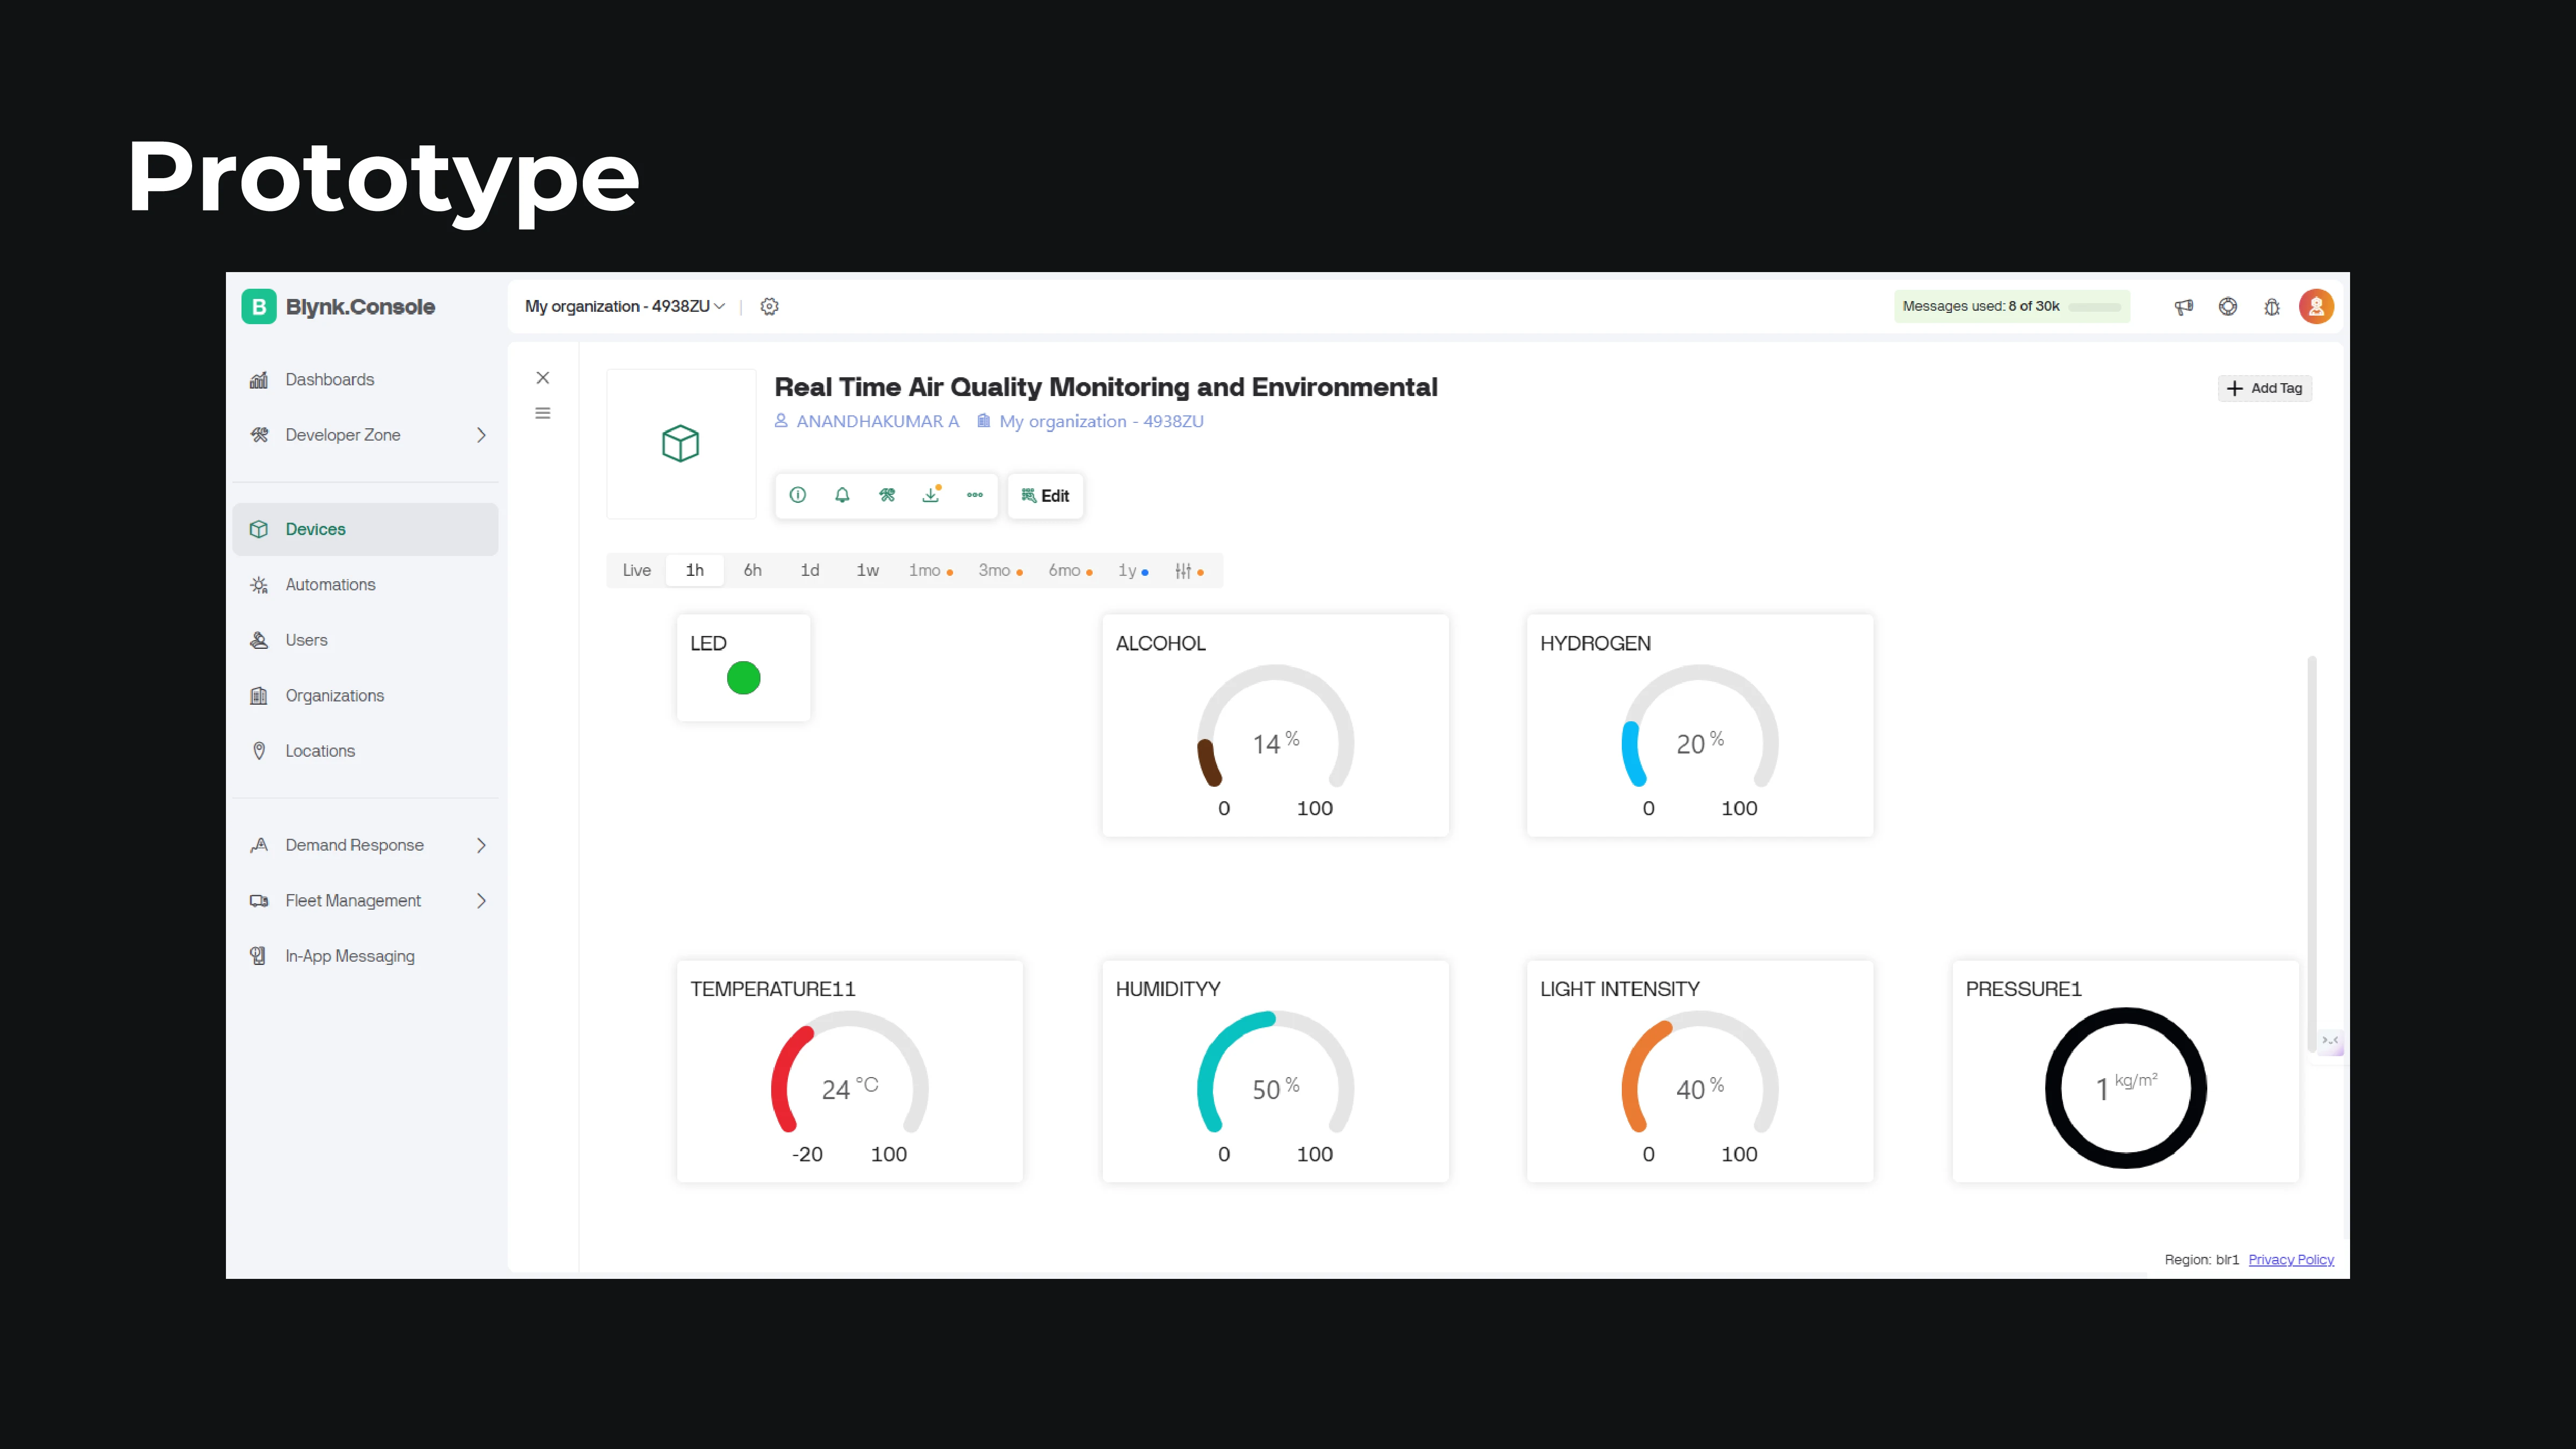 Prototype
B Blynk.Console
My organization - 4938ZU
Messages used: 8 of 30k
Dashboards
Developer Zone
Devices
Automations
Users
Organizations
Locations
Demand Response
Fleet Management
In-App Messaging
Real Time Air Quality Monitoring and Environmental
ANANDHAKUMAR A My organization - 4938ZU
Add Tag
Edit
Live 1h 6h 1d 1w 1mo 3mo 6mo 1y
LED
ALCOHOL
14 %
0 100
HYDROGEN
20 %
0 100
TEMPERATURE11
24 °C
-20 100
HUMIDITYY
50 %
0 100
LIGHT INTENSITY
40 %
0 100
PRESSURE1
1 kg/m²
Region: blr1 Privacy Policy